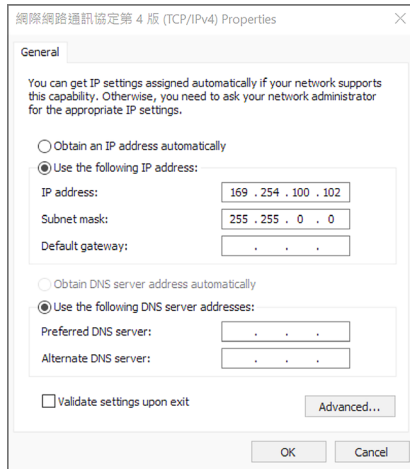 網際網路通訊協定第 4 版 (TCP/IPv4) Properties
General
You can get IP settings assigned automatically if your network supports
this capability. Otherwise, you need to ask your network administrator
for the appropriate IP settings.
Obtain an IP address automatically
Use the following IP address:
IP address: 169 . 254 . 100 . 102
Subnet mask: 255 . 255 . 0 . 0
Default gateway: . . .
Obtain DNS server address automatically
Use the following DNS server addresses:
Preferred DNS server: . . .
Alternate DNS server: . . .
Validate settings upon exit
Advanced...
OK Cancel